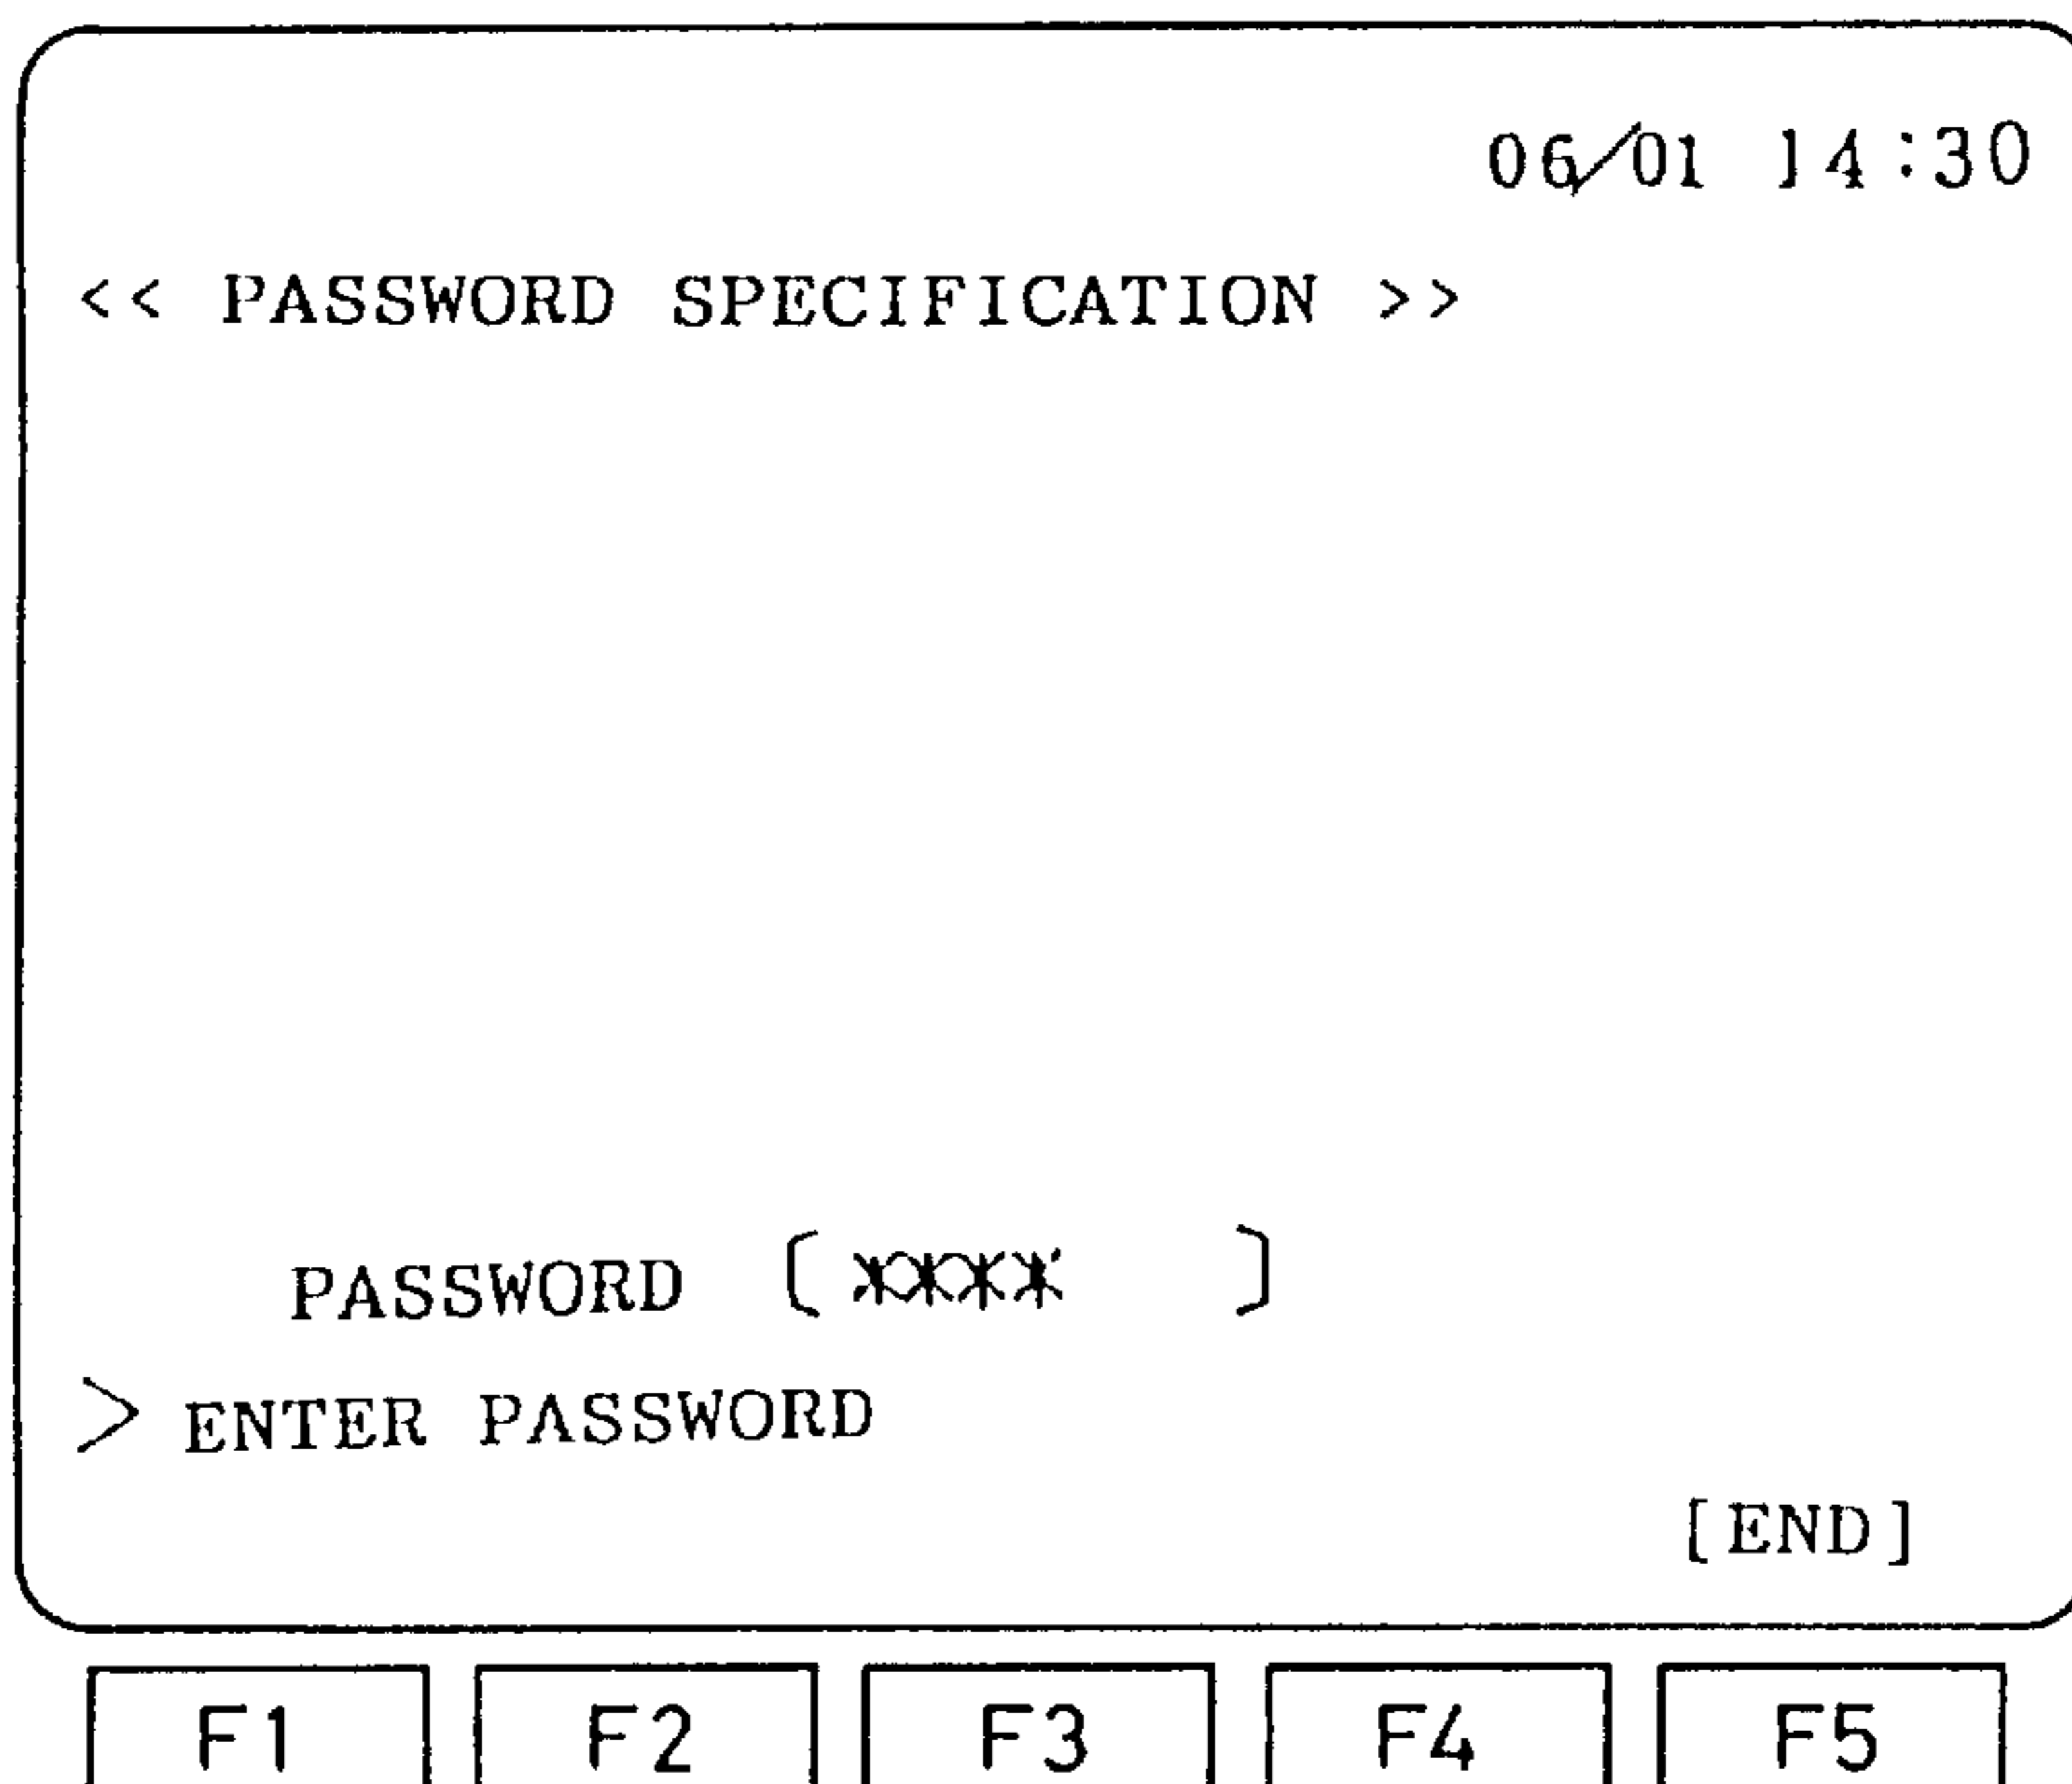 06/01 14:30
<< PASSWORD SPECIFICATION >>
PASSWORD [ **** ]
> ENTER PASSWORD
[END]
F1 F2 F3 F4 F5